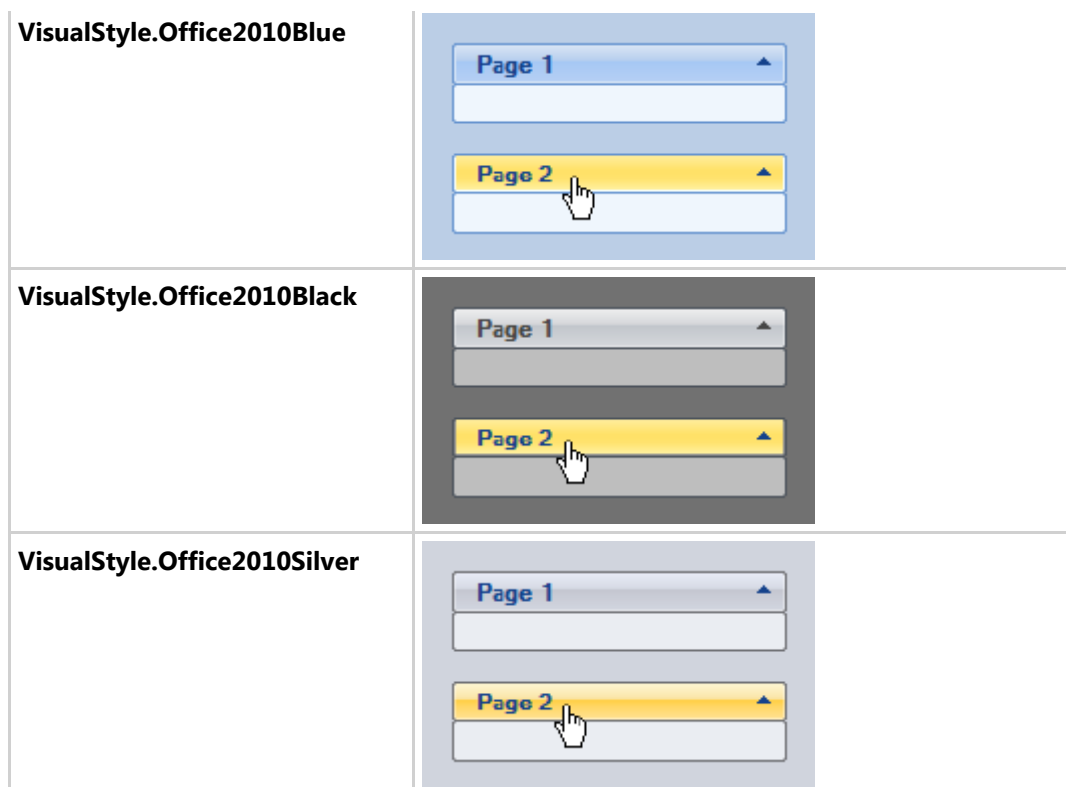 VisualStyle.Office2010Blue
Page 1
Page 2
VisualStyle.Office2010Black
Page 1
Page 2
VisualStyle.Office2010Silver
Page 1
Page 2